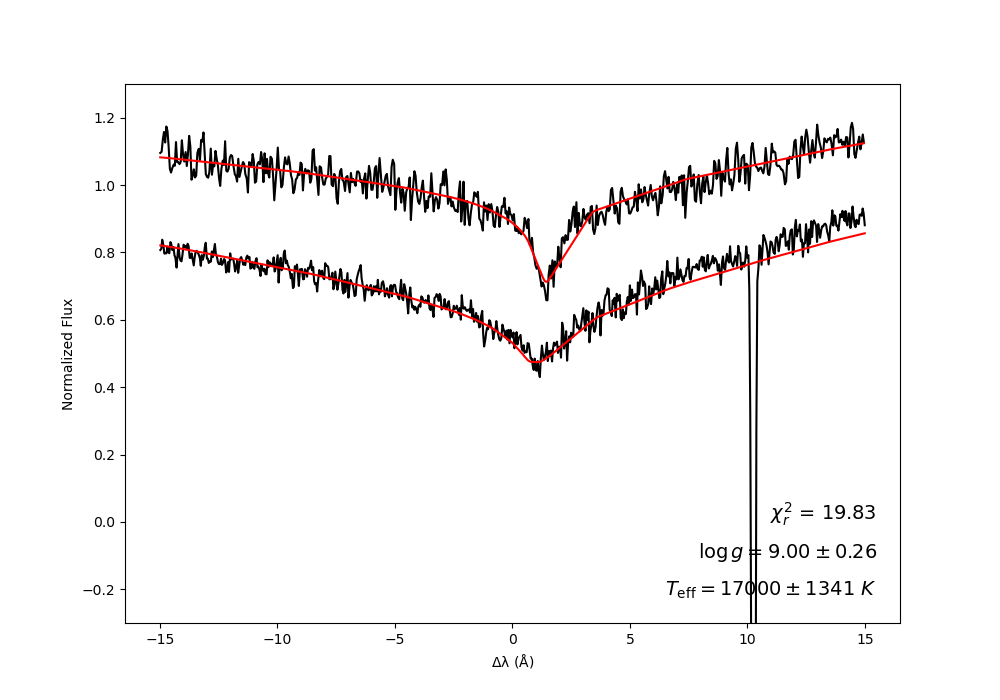 1.2
1.0
0.8
0.6
0.4
0.2
0.0
−0.2
Normalized Flux
χ²ᵣ = 19.83
log g = 9.00 ± 0.26
T_eff = 17000 ± 1341 K
−15 −10 −5 0 5 10 15
Δλ (Å)